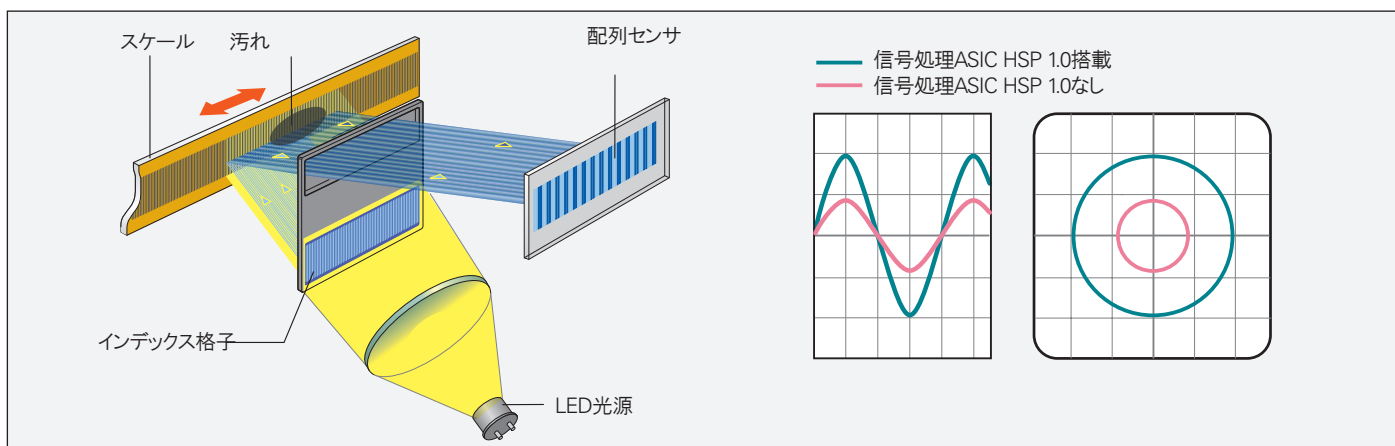 スケール
汚れ
配列センサ
インデックス格子
LED光源
信号処理ASIC HSP 1.0搭載
信号処理ASIC HSP 1.0なし